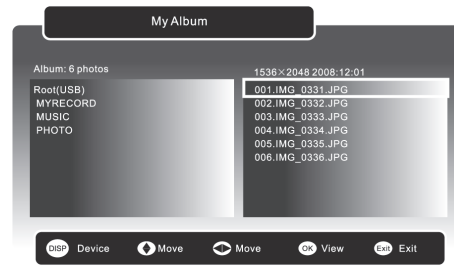 My Album
Album: 6 photos
1536×2048 2008:12:01
Root(USB)
MYRECORD
MUSIC
PHOTO
001.IMG_0331.JPG
002.IMG_0332.JPG
003.IMG_0333.JPG
004.IMG_0334.JPG
005.IMG_0335.JPG
006.IMG_0336.JPG
DISP Device Move Move OK View Exit Exit